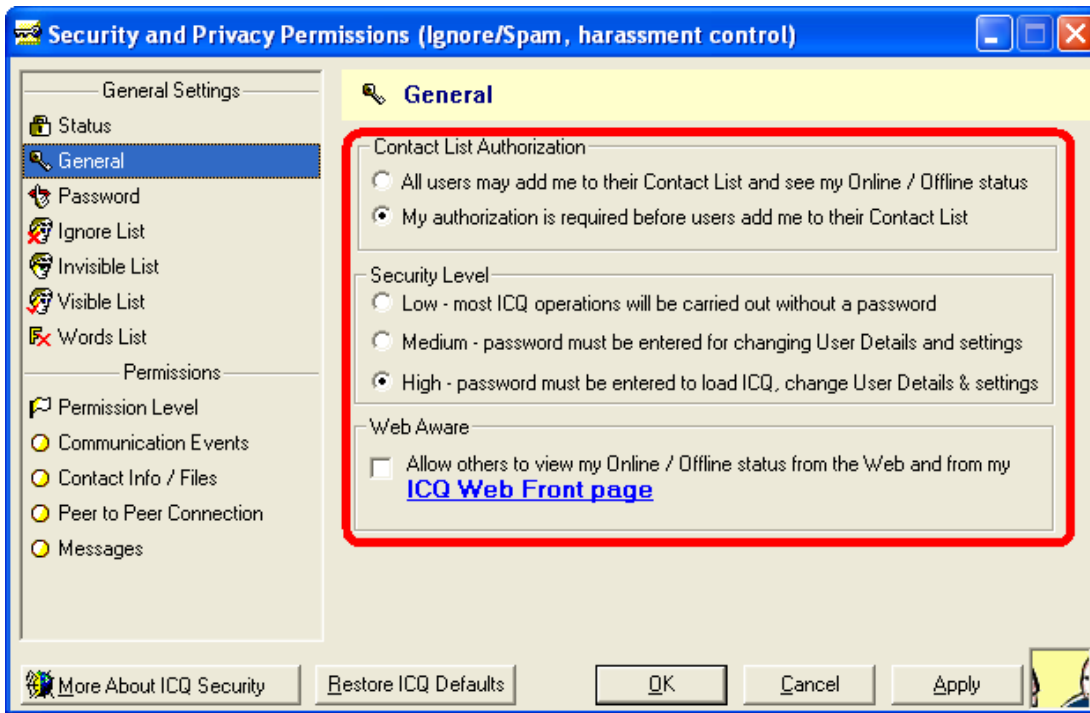 Security and Privacy Permissions (Ignore/Spam, harassment control)
General Settings
Status
General
Password
Ignore List
Invisible List
Visible List
Words List
Permissions
Permission Level
Communication Events
Contact Info / Files
Peer to Peer Connection
Messages
General
Contact List Authorization
All users may add me to their Contact List and see my Online / Offline status
My authorization is required before users add me to their Contact List
Security Level
Low - most ICQ operations will be carried out without a password
Medium - password must be entered for changing User Details and settings
High - password must be entered to load ICQ, change User Details & settings
Web Aware
Allow others to view my Online / Offline status from the Web and from my
ICQ Web Front page
More About ICQ Security
Restore ICQ Defaults
OK
Cancel
Apply